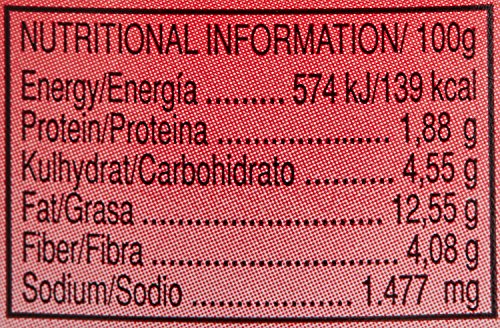 NUTRITIONAL INFORMATION/ 100g
Energy/Energía ......... 574 kJ/139 kcal
Protein/Proteina ................... 1,88 g
Kulhydrat/Carbohidrato .......... 4,55 g
Fat/Grasa ........................... 12,55 g
Fiber/Fibra ........................... 4,08 g
Sodium/Sodio .................. 1.477 mg